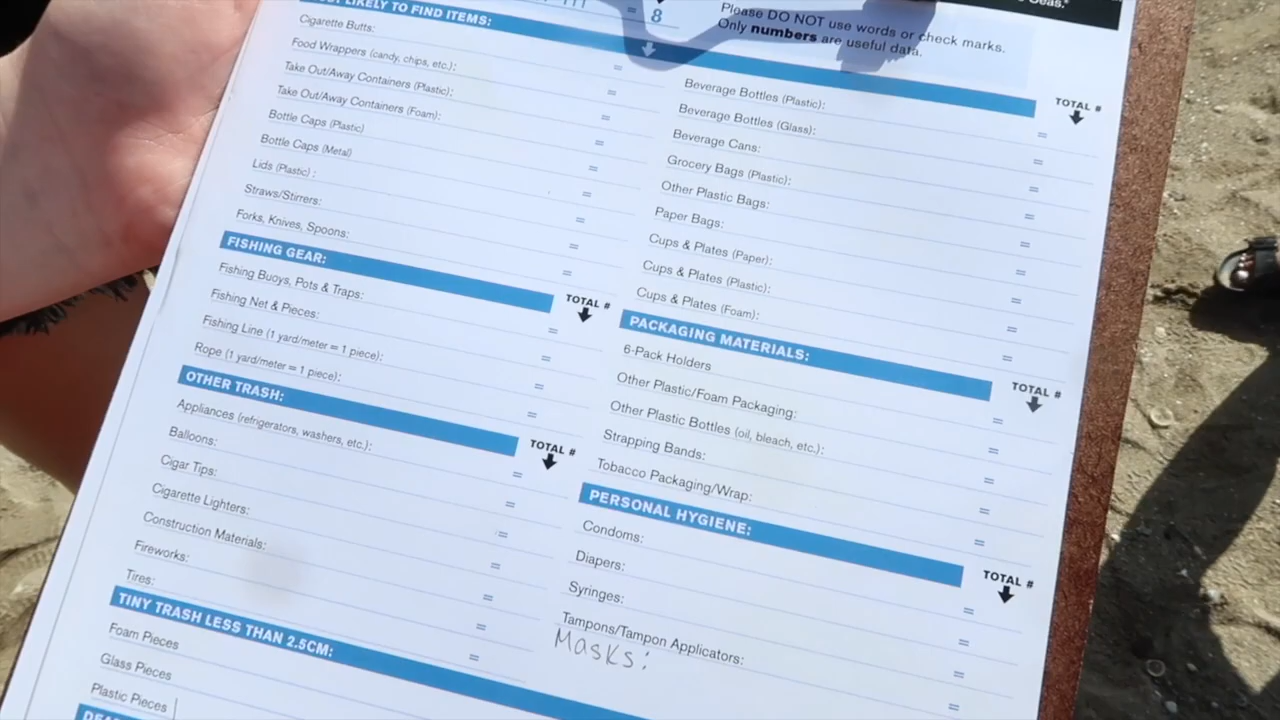 Seas.®
= 8
Please DO NOT use words or check marks.
Only numbers are useful data.
LIKELY TO FIND ITEMS:
Cigarette Butts: =
Food Wrappers (candy, chips, etc.): =
Take Out/Away Containers (Plastic): =
Take Out/Away Containers (Foam): =
Bottle Caps (Plastic) =
Bottle Caps (Metal) =
Lids (Plastic) : =
Straws/Stirrers: =
Forks, Knives, Spoons:
FISHING GEAR:
TOTAL #
Fishing Buoys, Pots & Traps: =
Fishing Net & Pieces: =
Fishing Line (1 yard/meter = 1 piece): =
Rope (1 yard/meter = 1 piece): =
OTHER TRASH:
TOTAL #
Appliances (refrigerators, washers, etc.): =
Balloons: =
Cigar Tips: =
Cigarette Lighters: =
Construction Materials: =
Fireworks: =
Tires:
TINY TRASH LESS THAN 2.5CM:
Foam Pieces
Glass Pieces
Plastic Pieces
TOTAL #
Beverage Bottles (Plastic): =
Beverage Bottles (Glass): =
Beverage Cans: =
Grocery Bags (Plastic): =
Other Plastic Bags: =
Paper Bags: =
Cups & Plates (Paper): =
Cups & Plates (Plastic): =
Cups & Plates (Foam): =
PACKAGING MATERIALS:
TOTAL #
6-Pack Holders =
Other Plastic/Foam Packaging: =
Other Plastic Bottles (oil, bleach, etc.): =
Strapping Bands: =
Tobacco Packaging/Wrap: =
PERSONAL HYGIENE:
TOTAL #
Condoms: =
Diapers: =
Syringes: =
Tampons/Tampon Applicators: =
Masks: